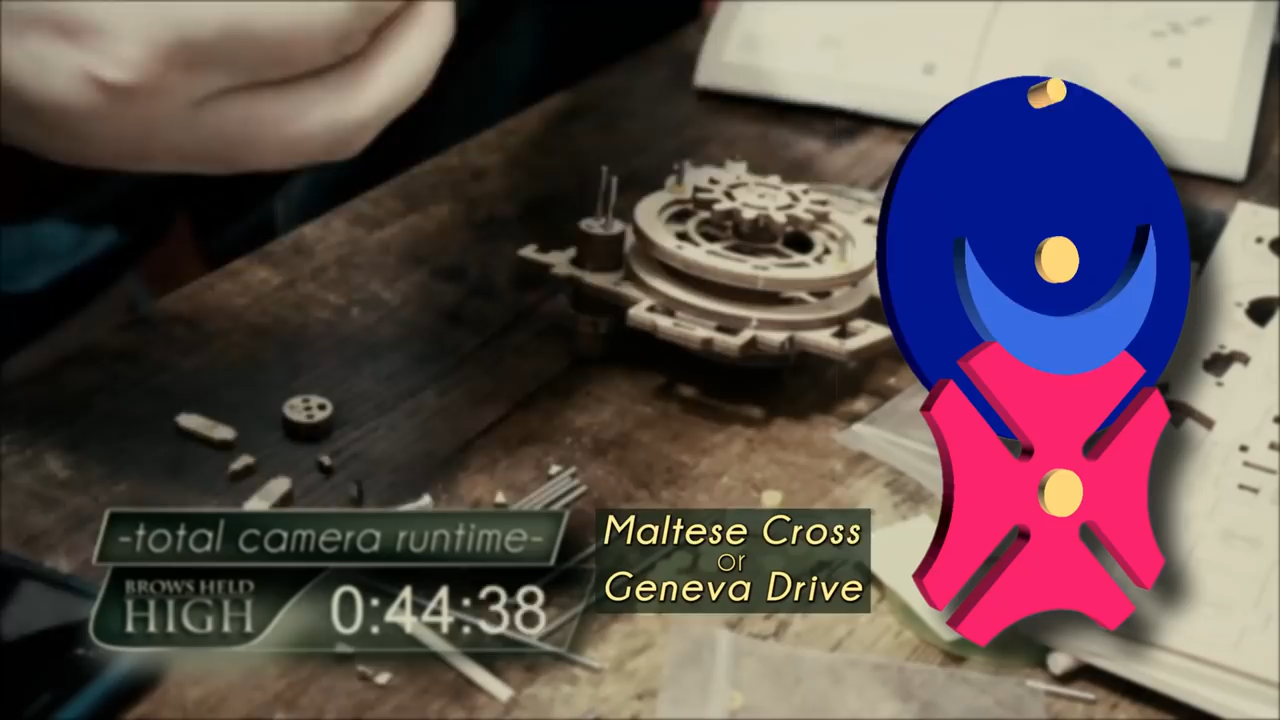 -total camera runtime-
BROWS HELD
HIGH
0:44:38
Maltese Cross
or
Geneva Drive